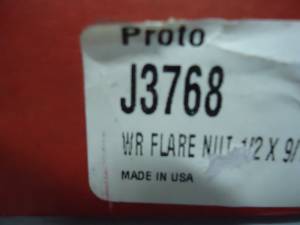 Proto
J3768
WR FLARE NUT 1/2 X 9/
MADE IN USA